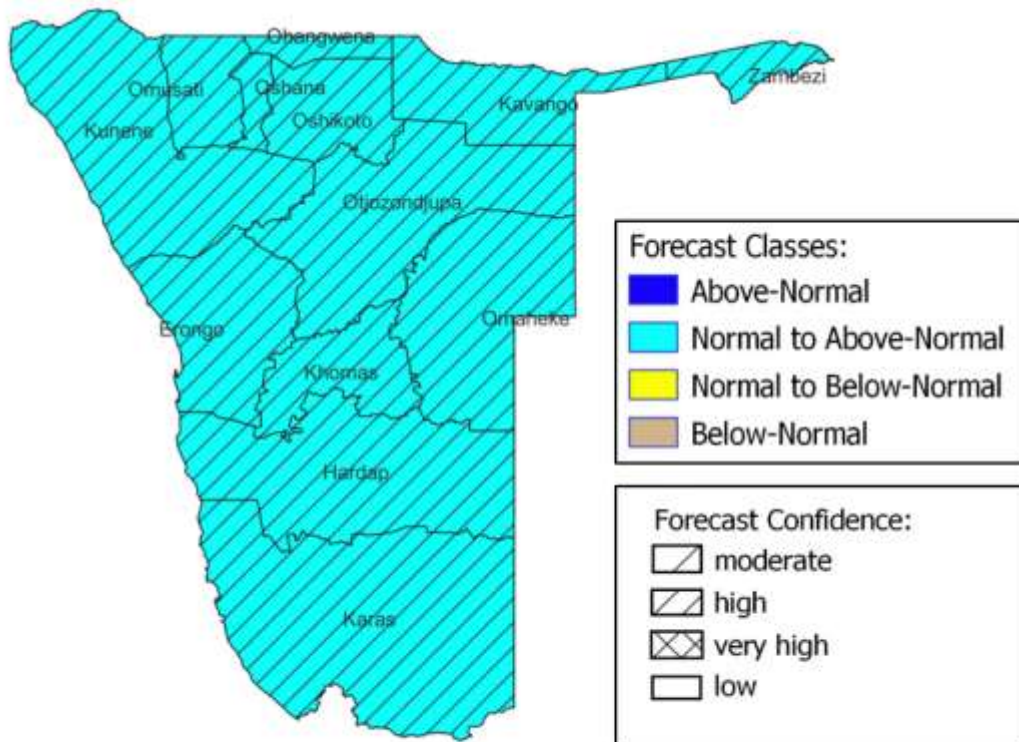 Ohangwena
Omusati
Oshana
Zambezi
Kavango
Oshikoto
Kunene
Otjozondjupa
Omaheke
Erongo
Khomas
Hardap
Karas
Forecast Classes:
Above-Normal
Normal to Above-Normal
Normal to Below-Normal
Below-Normal
Forecast Confidence:
moderate
high
very high
low